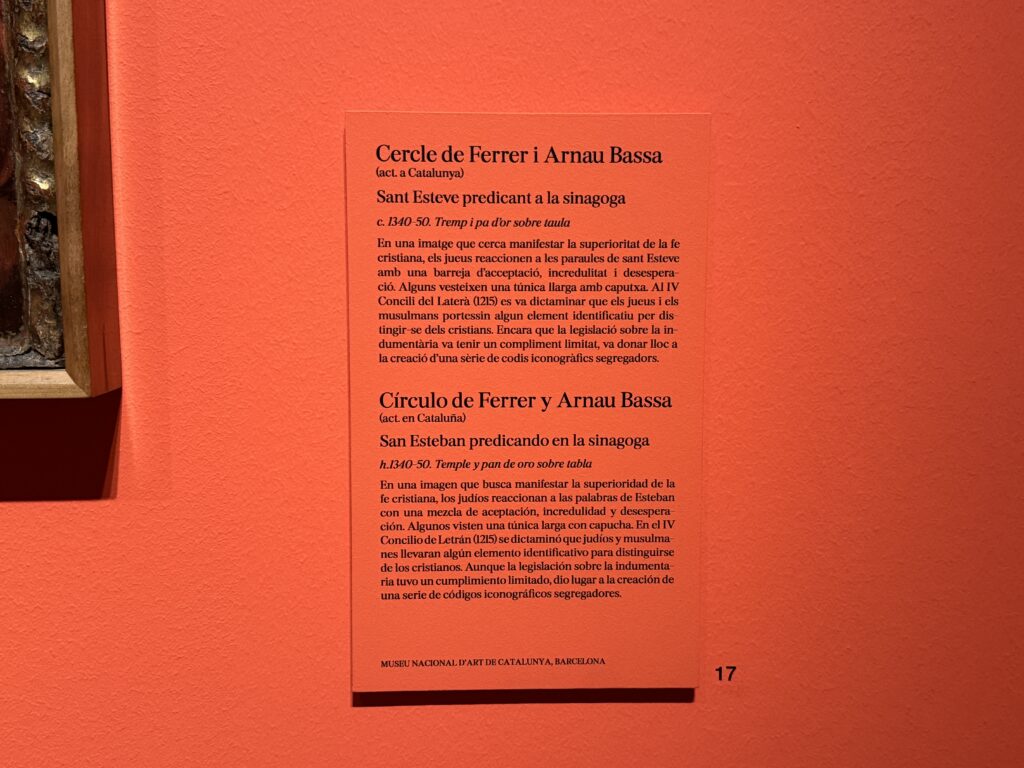 Cercle de Ferrer i Arnau Bassa
(act. a Catalunya)
Sant Esteve predicant a la sinagoga
c. 1340-50. Tremp i pa d'or sobre taula
En una imatge que cerca manifestar la superioritat de la fe
cristiana, els jueus reaccionen a les paraules de sant Esteve
amb una barreja d'acceptació, incredulitat i desespera-
ció. Alguns vesteixen una túnica llarga amb caputxa. Al IV
Concili del Laterà (1215) es va dictaminar que els jueus i els
musulmans portessin algun element identificatiu per dis-
tingir-se dels cristians. Encara que la legislació sobre la in-
dumentària va tenir un compliment limitat, va donar lloc a
la creació d'una sèrie de codis iconogràfics segregadors.
Círculo de Ferrer y Arnau Bassa
(act. en Cataluña)
San Esteban predicando en la sinagoga
h.1340-50. Temple y pan de oro sobre tabla
En una imagen que busca manifestar la superioridad de la
fe cristiana, los judíos reaccionan a las palabras de Esteban
con una mezcla de aceptación, incredulidad y desespera-
ción. Algunos visten una túnica larga con capucha. En el IV
Concilio de Letrán (1215) se dictaminó que judíos y musulma-
nes llevaran algún elemento identificativo para distinguirse
de los cristianos. Aunque la legislación sobre la indumenta-
ria tuvo un cumplimiento limitado, dio lugar a la creación de
una serie de códigos iconográficos segregadores.
MUSEU NACIONAL D'ART DE CATALUNYA, BARCELONA
17